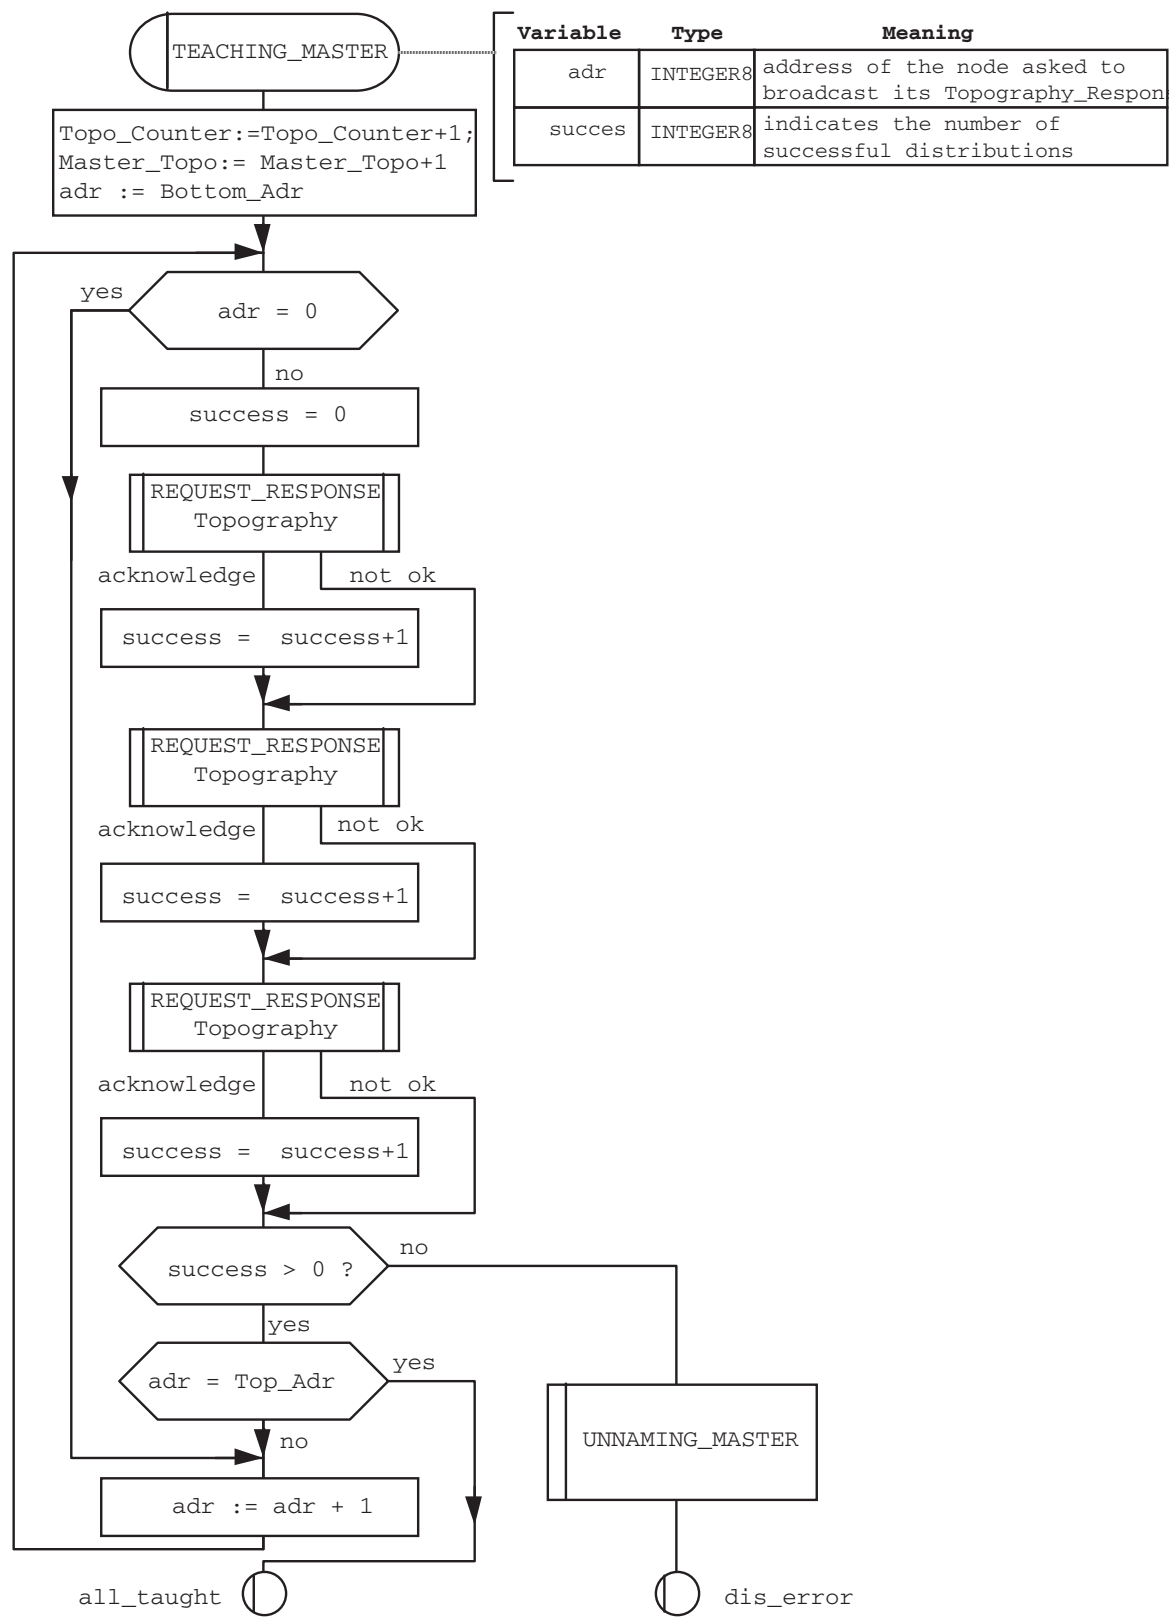 TEACHING_MASTER
Variable Type Meaning
adr INTEGER8 address of the node asked to
broadcast its Topography_Respon
succes INTEGER8 indicates the number of
successful distributions
Topo_Counter:=Topo_Counter+1;
Master_Topo:= Master_Topo+1
adr := Bottom_Adr
yes
adr = 0
no
success = 0
REQUEST_RESPONSE
Topography
acknowledge not ok
success = success+1
REQUEST_RESPONSE
Topography
acknowledge not ok
success = success+1
REQUEST_RESPONSE
Topography
acknowledge not ok
success = success+1
success > 0 ? no
yes
adr = Top_Adr yes
no
UNNAMING_MASTER
adr := adr + 1
all_taught dis_error